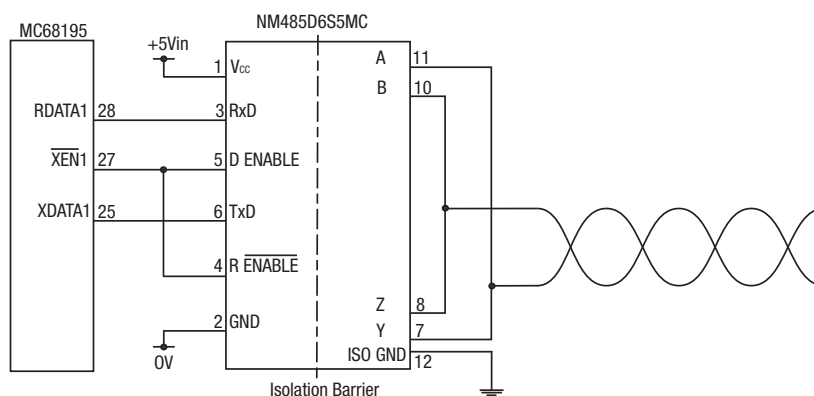 MC68195
NM485D6S5MC
+5Vin
1 Vcc
A 11
B 10
RDATA1 28
3 RxD
XEN1 27
5 D ENABLE
XDATA1 25
6 TxD
4 R ENABLE
Z 8
2 GND
Y 7
0V
ISO GND 12
Isolation Barrier